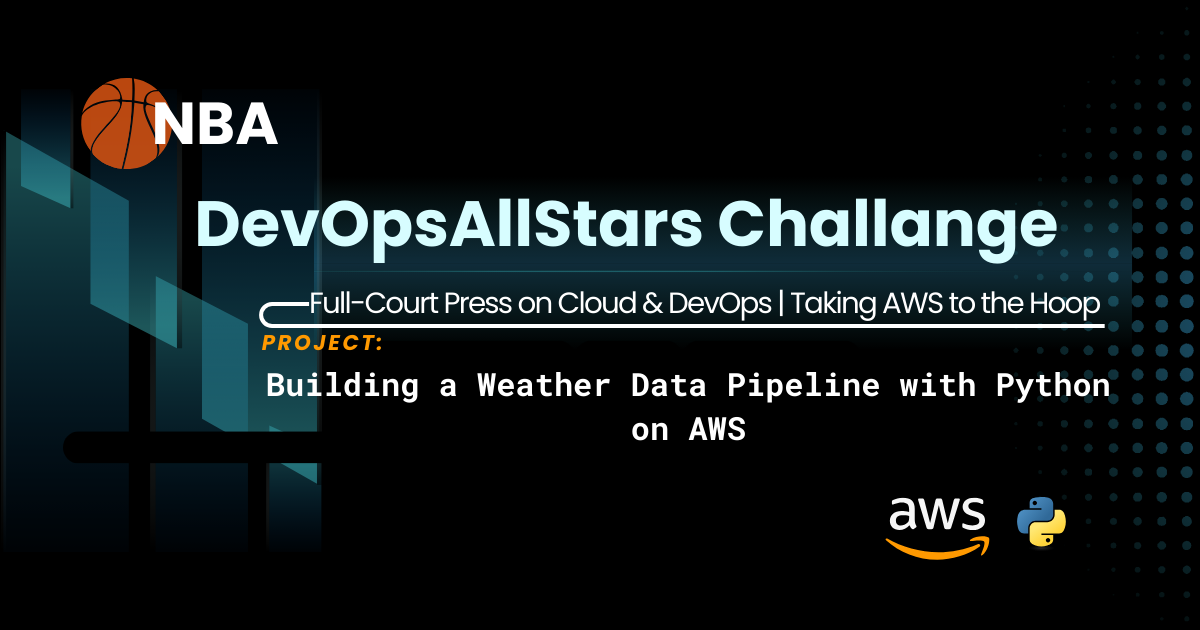 NBA
DevOpsAllStars Challange
Full-Court Press on Cloud & DevOps | Taking AWS to the Hoop
PROJECT:
Building a Weather Data Pipeline with Python
on AWS
aws